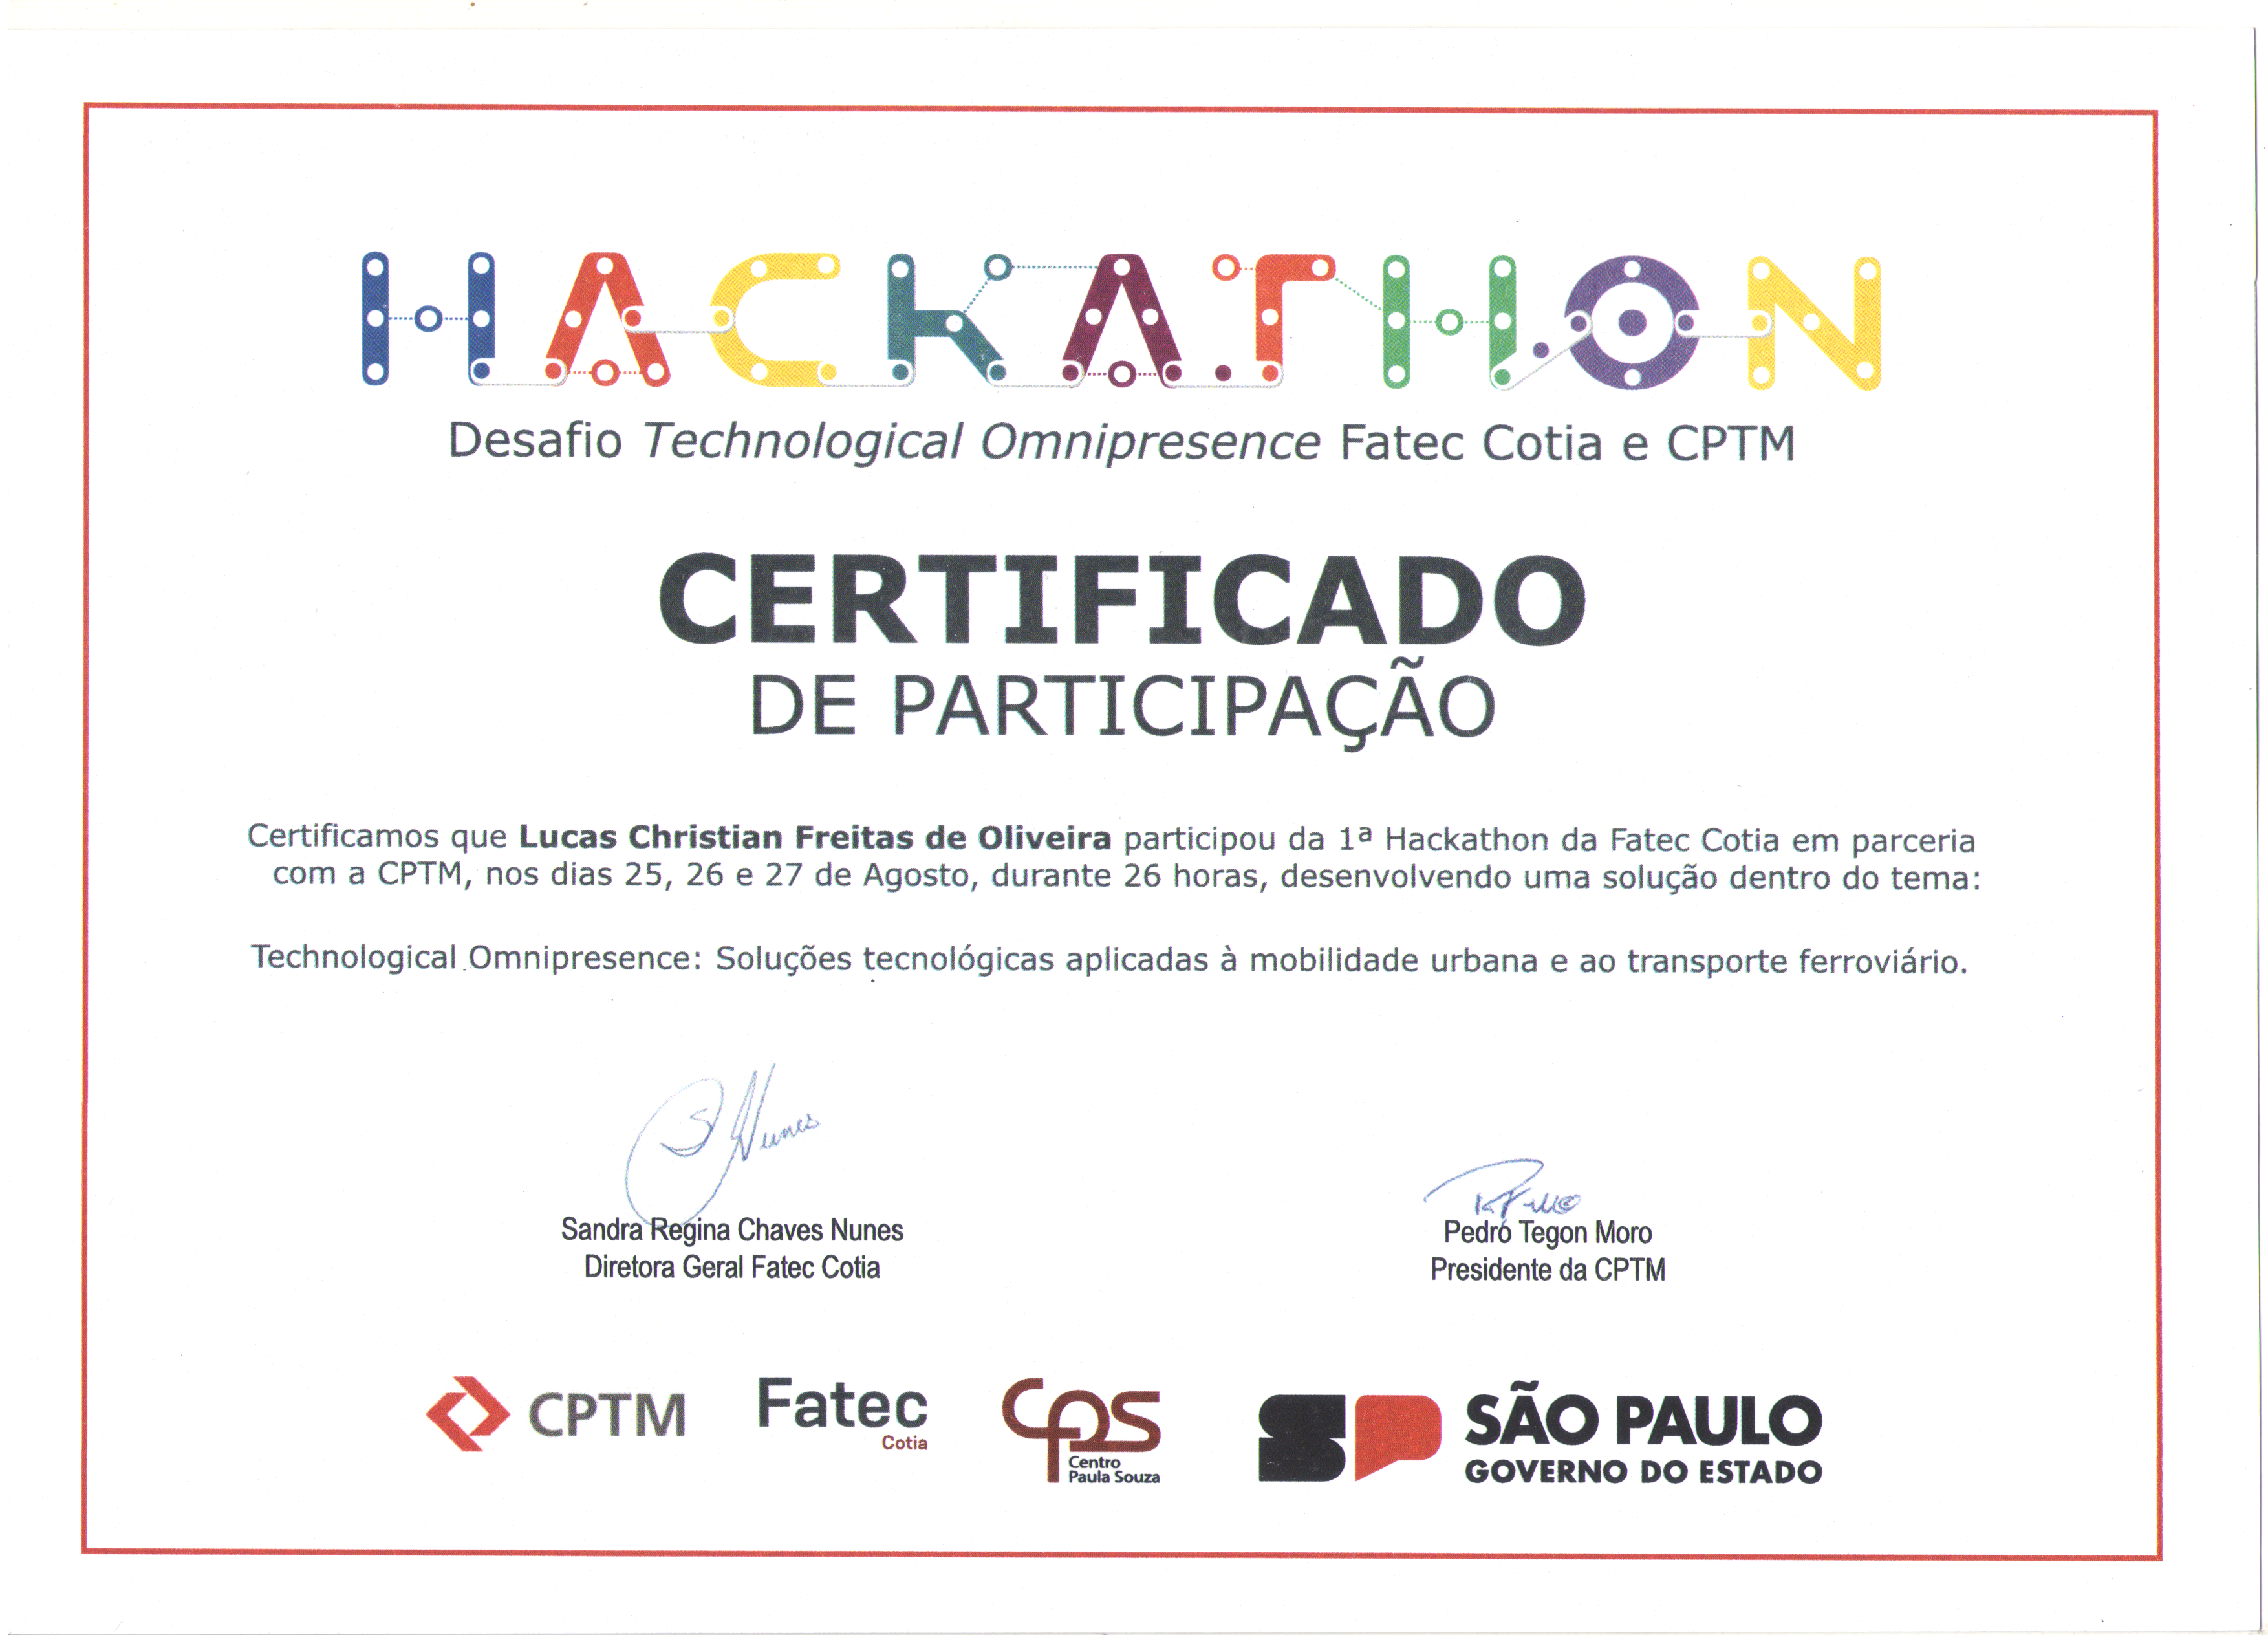 HACKATHON
Desafio Technological Omnipresence Fatec Cotia e CPTM
CERTIFICADO
DE PARTICIPAÇÃO
Certificamos que Lucas Christian Freitas de Oliveira participou da 1ª Hackathon da Fatec Cotia em parceria
com a CPTM, nos dias 25, 26 e 27 de Agosto, durante 26 horas, desenvolvendo uma solução dentro do tema:
Technological Omnipresence: Soluções tecnológicas aplicadas à mobilidade urbana e ao transporte ferroviário.
S Nunes
Sandra Regina Chaves Nunes
Diretora Geral Fatec Cotia
Pedro Tegon Moro
Presidente da CPTM
CPTM
Fatec
Cotia
cps
Centro
Paula Souza
SP
SÃO PAULO
GOVERNO DO ESTADO